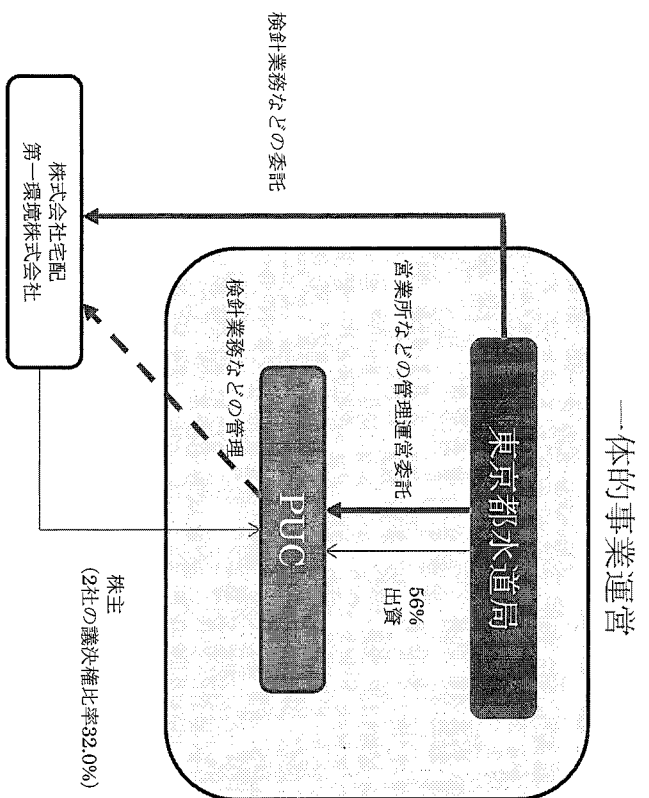 一体的事業運営
東京都水道局
営業所などの管理運営委託
56%
出資
検針業務などの委託
PUC
検針業務などの管理
株式会社宅配
第一環境株式会社
株主
(2社の議決権比率32.0%)